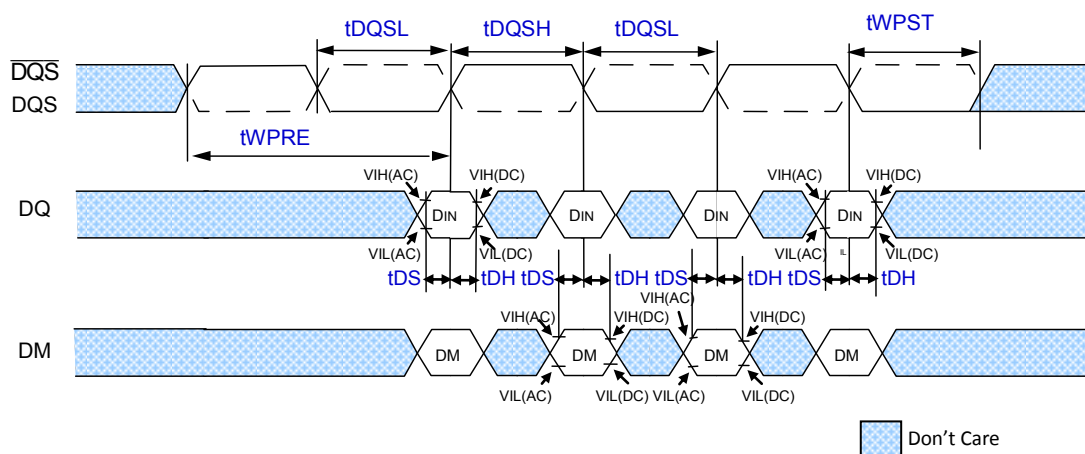 tDQSL tDQSH tDQSL tWPST
DQS
DQS
tWPRE
VIH(AC) VIH(DC) VIH(AC) VIH(DC)
DQ DIN DIN DIN DIN
VIL(AC) VIL(DC) VIL(AC) IL VIL(DC)
tDS tDH tDS tDH tDS tDH tDS tDH
VIH(AC)
VIH(AC) VIH(DC) VIH(DC)
DM DM DM DM DM
VIL(AC) VIL(DC) VIL(AC) VIL(DC)
Don't Care